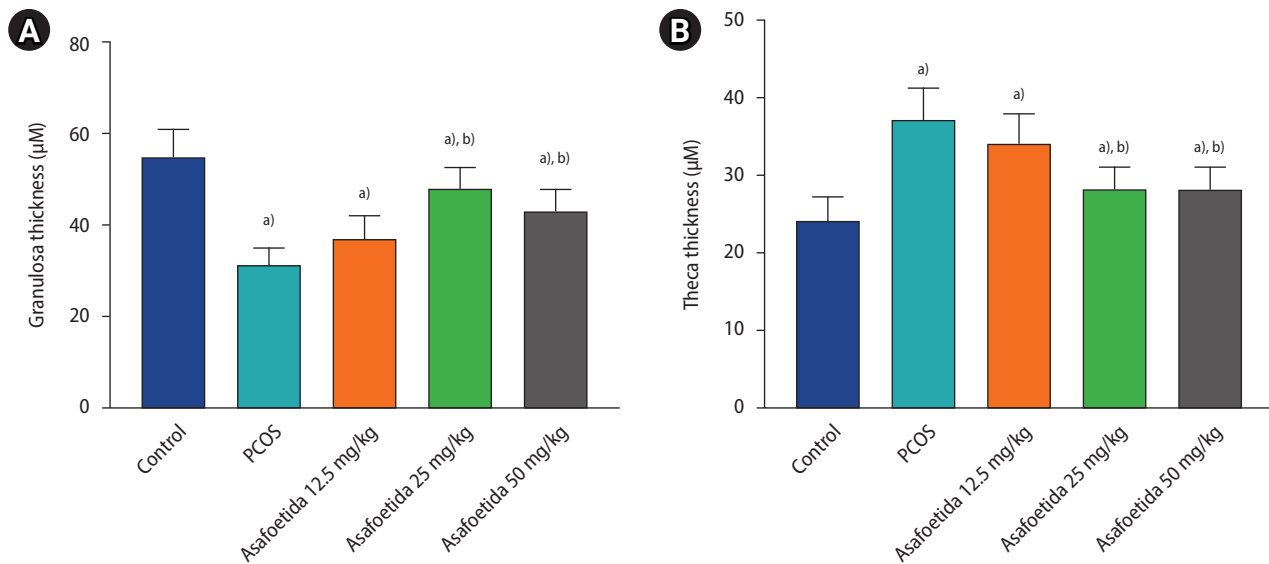 A
Granulosa thickness (µM)
80
60
40
20
0
a)
a)
a), b)
a), b)
Control
PCOS
Asafoetida 12.5 mg/kg
Asafoetida 25 mg/kg
Asafoetida 50 mg/kg
B
Theca thickness (µM)
50
40
30
20
10
0
a)
a)
a), b)
a), b)
Control
PCOS
Asafoetida 12.5 mg/kg
Asafoetida 25 mg/kg
Asafoetida 50 mg/kg